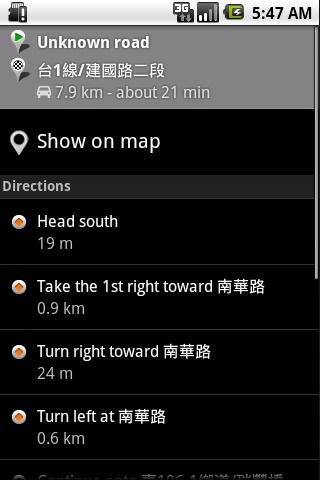 5:47 AM
Unknown road
台1線/建國路二段
7.9 km - about 21 min
Show on map
Directions
Head south
19 m
Take the 1st right toward 南華路
0.9 km
Turn right toward 南華路
24 m
Turn left at 南華路
0.6 km
Continue onto